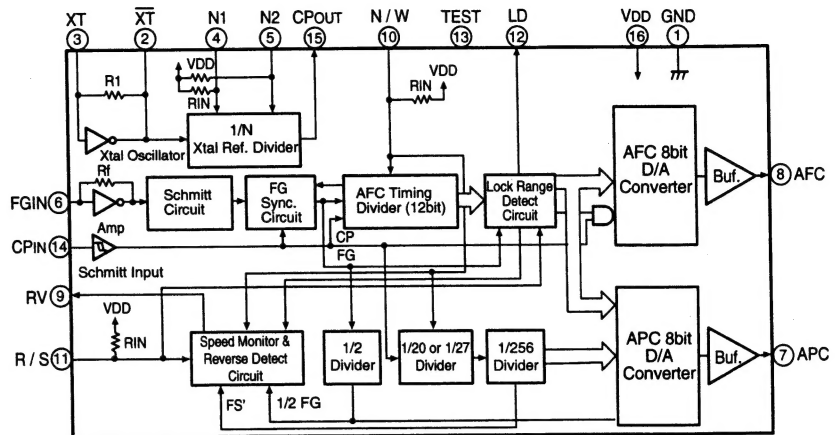 XT
XT
N1
N2
CPOUT
N / W
TEST
LD
VDD
GND
3
2
4
5
15
10
13
12
16
1
VDD
RIN
R1
VDD
RIN
1/N
Xtal Ref. Divider
Xtal Oscillator
AFC 8bit
D/A
Converter
Buf.
8 AFC
Rf
FGIN 6
Schmitt
Circuit
FG
Sync.
Circuit
AFC Timing
Divider (12bit)
Lock Range
Detect
Circuit
Amp
CPIN 14
Schmitt Input
CP
FG
RV 9
VDD
RIN
R / S 11
Speed Monitor &
Reverse Detect
Circuit
1/2
Divider
1/20 or 1/27
Divider
1/256
Divider
APC 8bit
D/A
Converter
Buf.
7 APC
FS'
1/2 FG